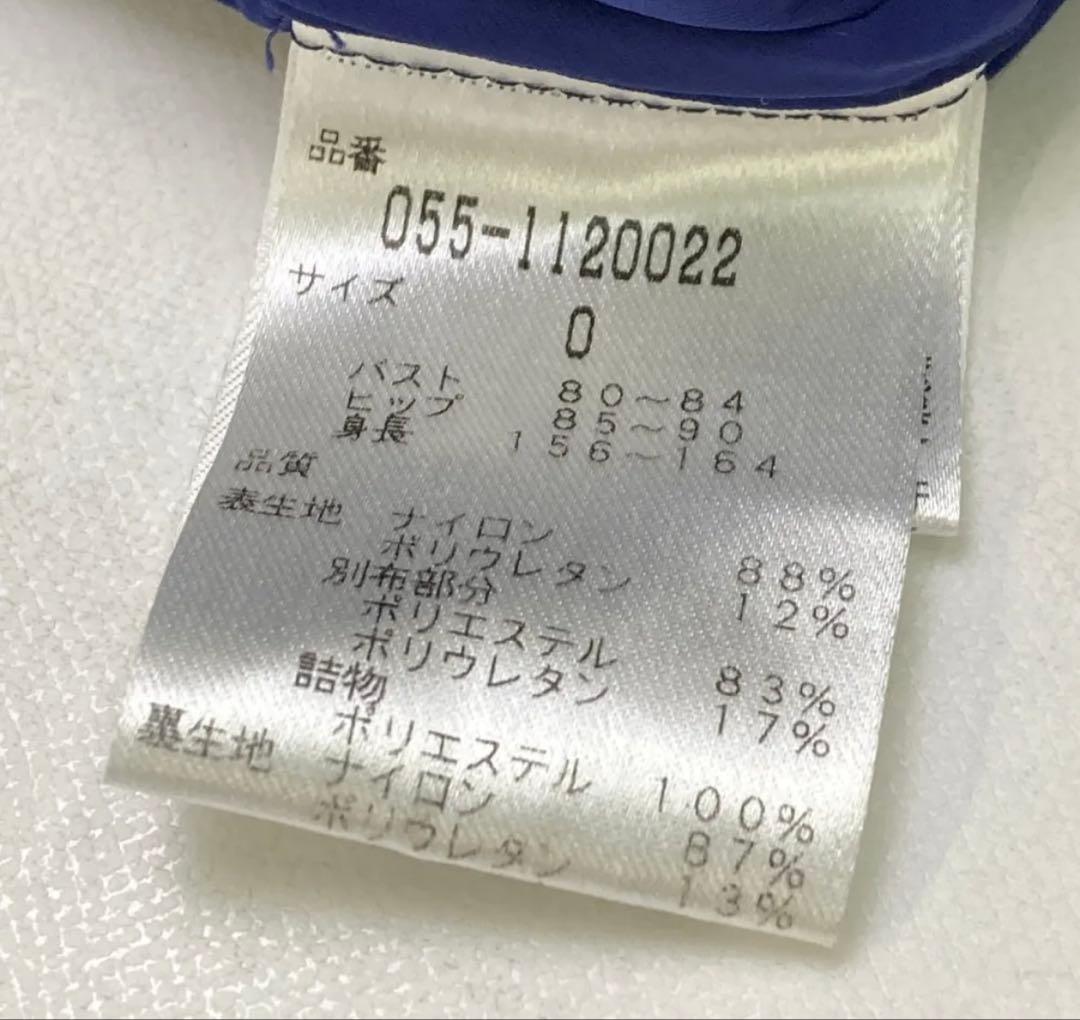 品番
055-1120022
サイズ
0
バスト 80～84
ヒップ 85～90
身長 156～164
品質
表生地 ナイロン 88%
ポリウレタン 12%
別布部分
ポリエステル 83%
ポリウレタン 17%
詰物
ポリエステル 100%
裏生地 ナイロン 87%
ポリウレタン 13%